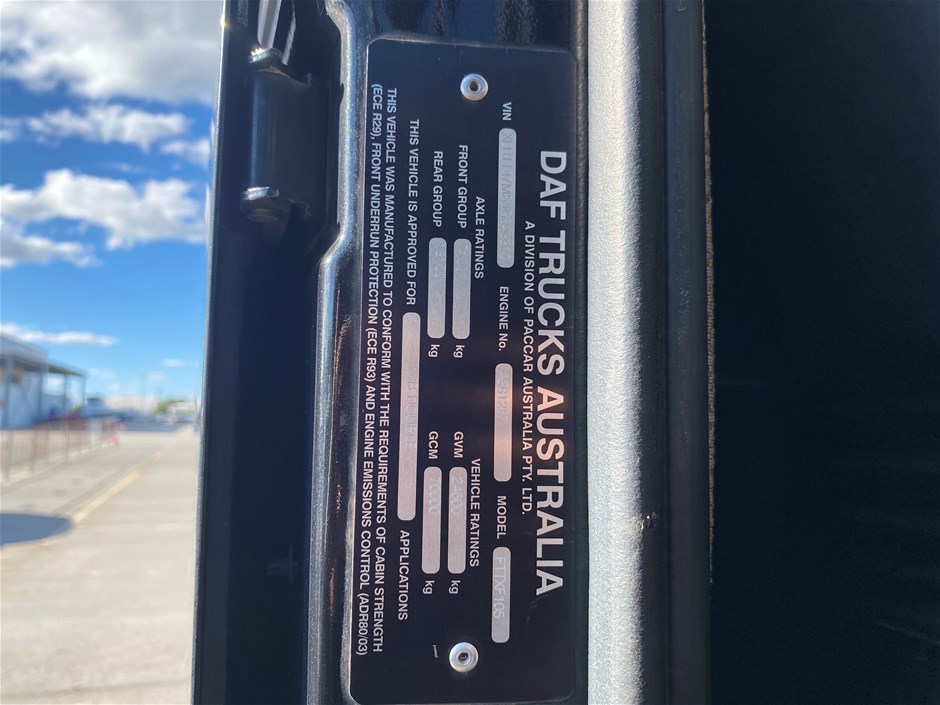 DAF TRUCKS AUSTRALIA
A DIVISION OF PACCAR AUSTRALIA PTY. LTD.
VIN ENGINE No. MODEL FTTXF105
AXLE RATINGS VEHICLE RATINGS
FRONT GROUP kg GVM kg
REAR GROUP kg GCM kg
THIS VEHICLE IS APPROVED FOR APPLICATIONS
THIS VEHICLE WAS MANUFACTURED TO CONFORM WITH THE REQUIREMENTS OF CABIN STRENGTH
(ECE R29), FRONT UNDERRUN PROTECTION (ECE R93) AND ENGINE EMISSIONS CONTROL (ADR80/03)